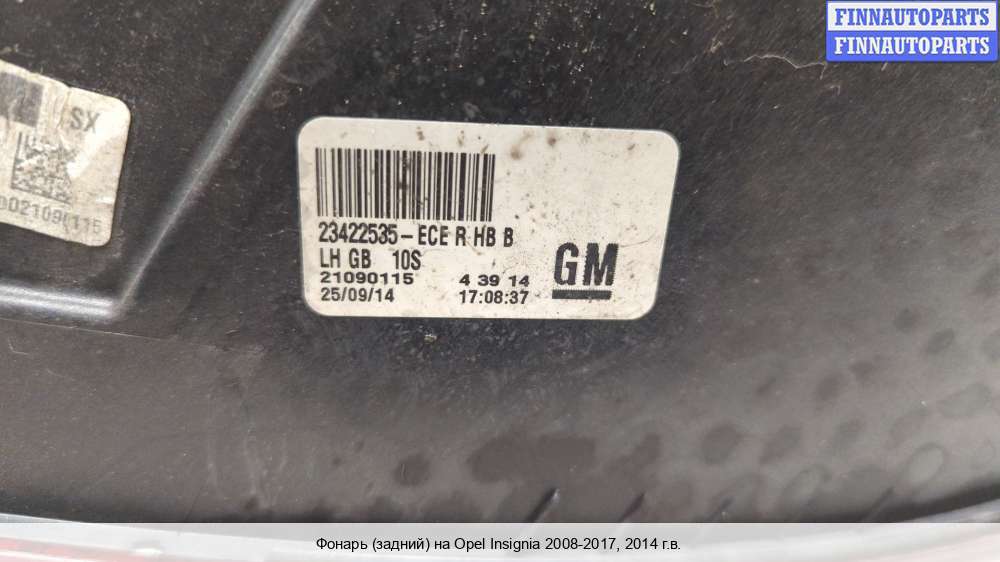 FINNAUTOPARTS
FINNAUTOPARTS
SX
23422535-ECE R HB B
LH GB 10S
21090115 4 39 14
25/09/14 17:08:37
GM
Фонарь (задний) на Opel Insignia 2008-2017, 2014 г.в.